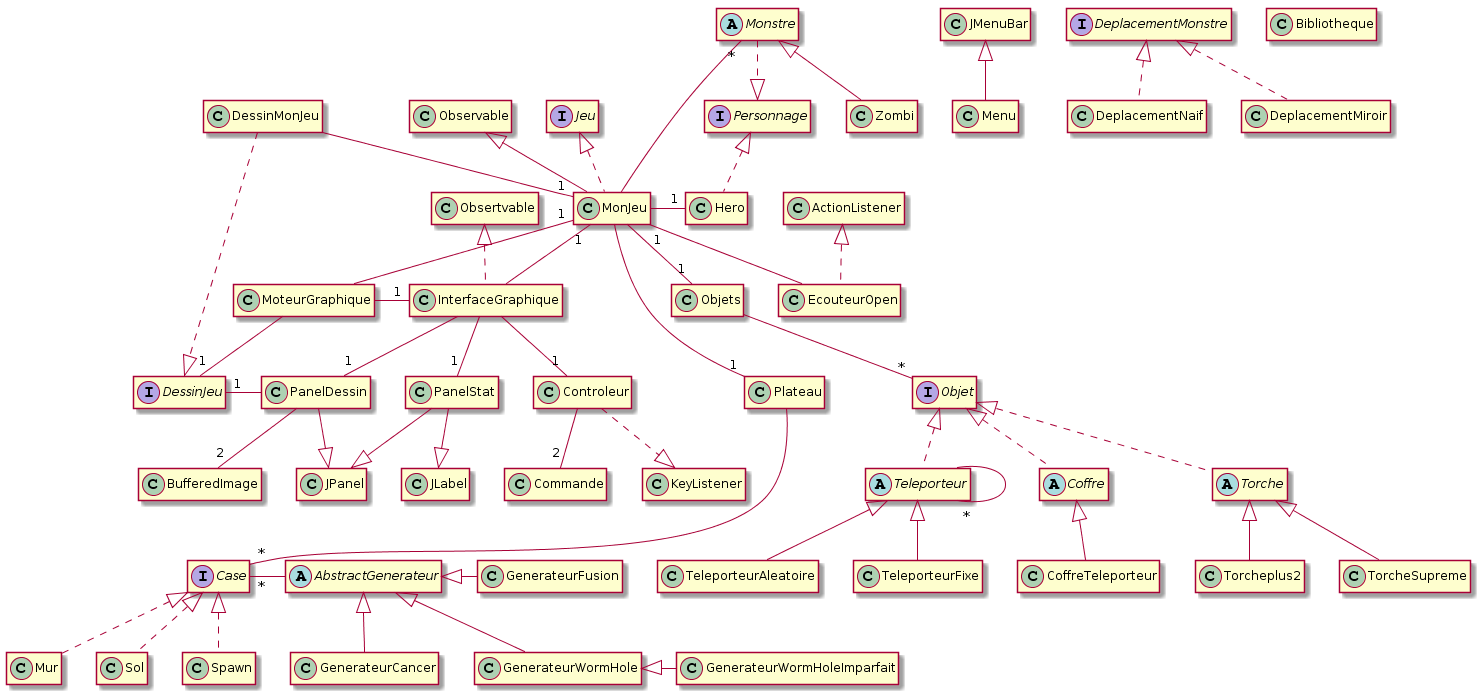 A Monstre
C JMenuBar
I DeplacementMonstre
C Bibliotheque
*
C DessinMonJeu
C Observable
I Jeu
I Personnage
C Zombi
C Menu
C DeplacementNaif
C DeplacementMiroir
1
C Obsertvable
C MonJeu
1
C Hero
C ActionListener
1
1
1
1
C MoteurGraphique
1
C InterfaceGraphique
C Objets
C EcouteurOpen
1
1
1
1
1
*
I DessinJeu
1
C PanelDessin
C PanelStat
C Controleur
C Plateau
I Objet
2
2
C BufferedImage
C JPanel
C JLabel
C Commande
C KeyListener
A Teleporteur
*
A Coffre
A Torche
*
I Case
*
A AbstractGenerateur
C GenerateurFusion
C TeleporteurAleatoire
C TeleporteurFixe
C CoffreTeleporteur
C Torcheplus2
C TorcheSupreme
C Mur
C Sol
C Spawn
C GenerateurCancer
C GenerateurWormHole
C GenerateurWormHoleImparfait